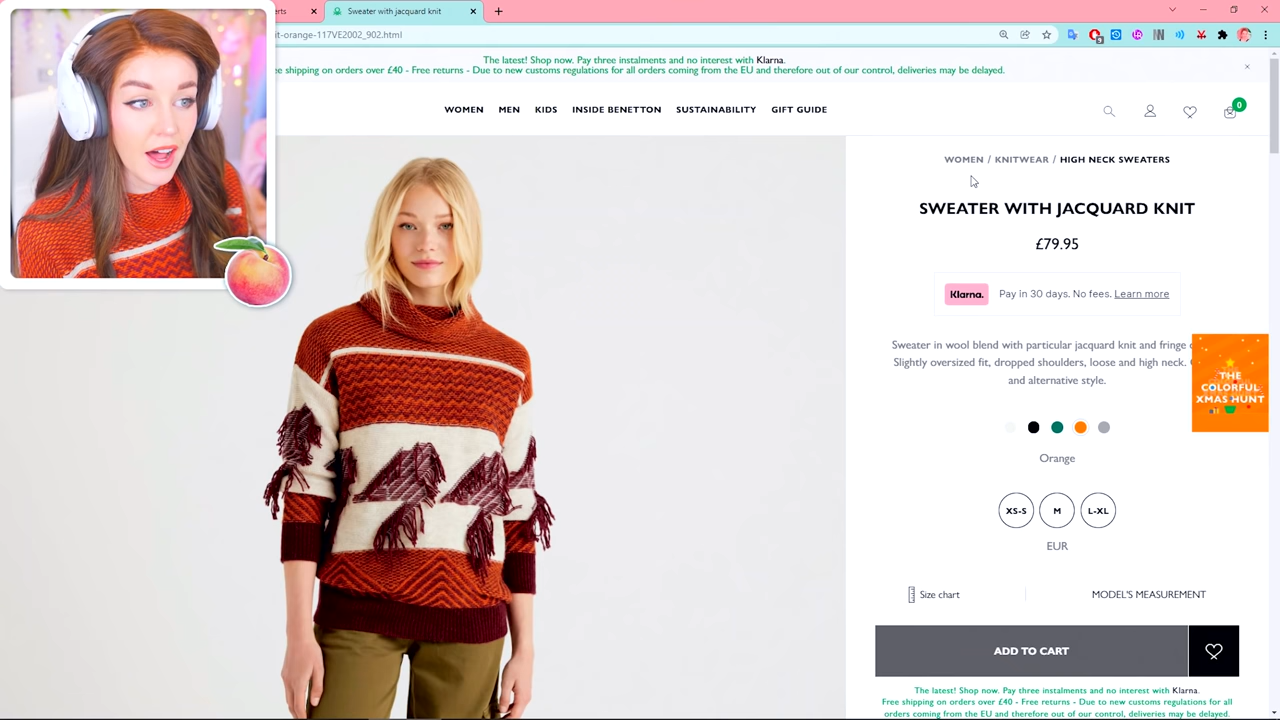 erts
Sweater with jacquard knit
it-orange-117VE2002_902.html
3
The latest! Shop now. Pay three instalments and no interest with Klarna.
ee shipping on orders over £40 - Free returns - Due to new customs regulations for all orders coming from the EU and therefore out of our control, deliveries may be delayed.
WOMEN MEN KIDS INSIDE BENETTON SUSTAINABILITY GIFT GUIDE
0
WOMEN / KNITWEAR / HIGH NECK SWEATERS
SWEATER WITH JACQUARD KNIT
£79.95
Klarna. Pay in 30 days. No fees. Learn more
Sweater in wool blend with particular jacquard knit and fringe
Slightly oversized fit, dropped shoulders, loose and high neck.
and alternative style.
THE
COLORFUL
XMAS HUNT
Orange
XS-S M L-XL
EUR
Size chart MODEL'S MEASUREMENT
ADD TO CART
The latest! Shop now. Pay three instalments and no interest with Klarna.
Free shipping on orders over £40 - Free returns - Due to new customs regulations for all
orders coming from the EU and therefore out of our control, deliveries may be delayed.